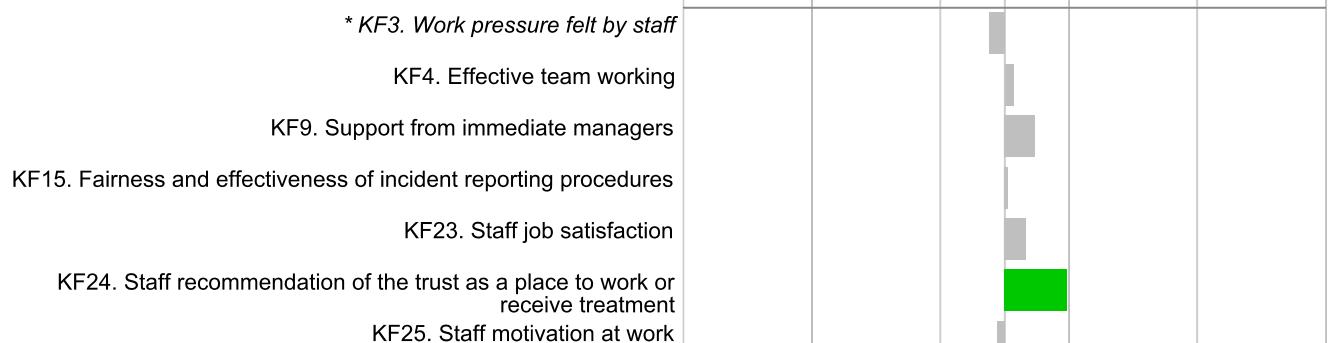 * KF3. Work pressure felt by staff
KF4. Effective team working
KF9. Support from immediate managers
KF15. Fairness and effectiveness of incident reporting procedures
KF23. Staff job satisfaction
KF24. Staff recommendation of the trust as a place to work or
receive treatment
KF25. Staff motivation at work